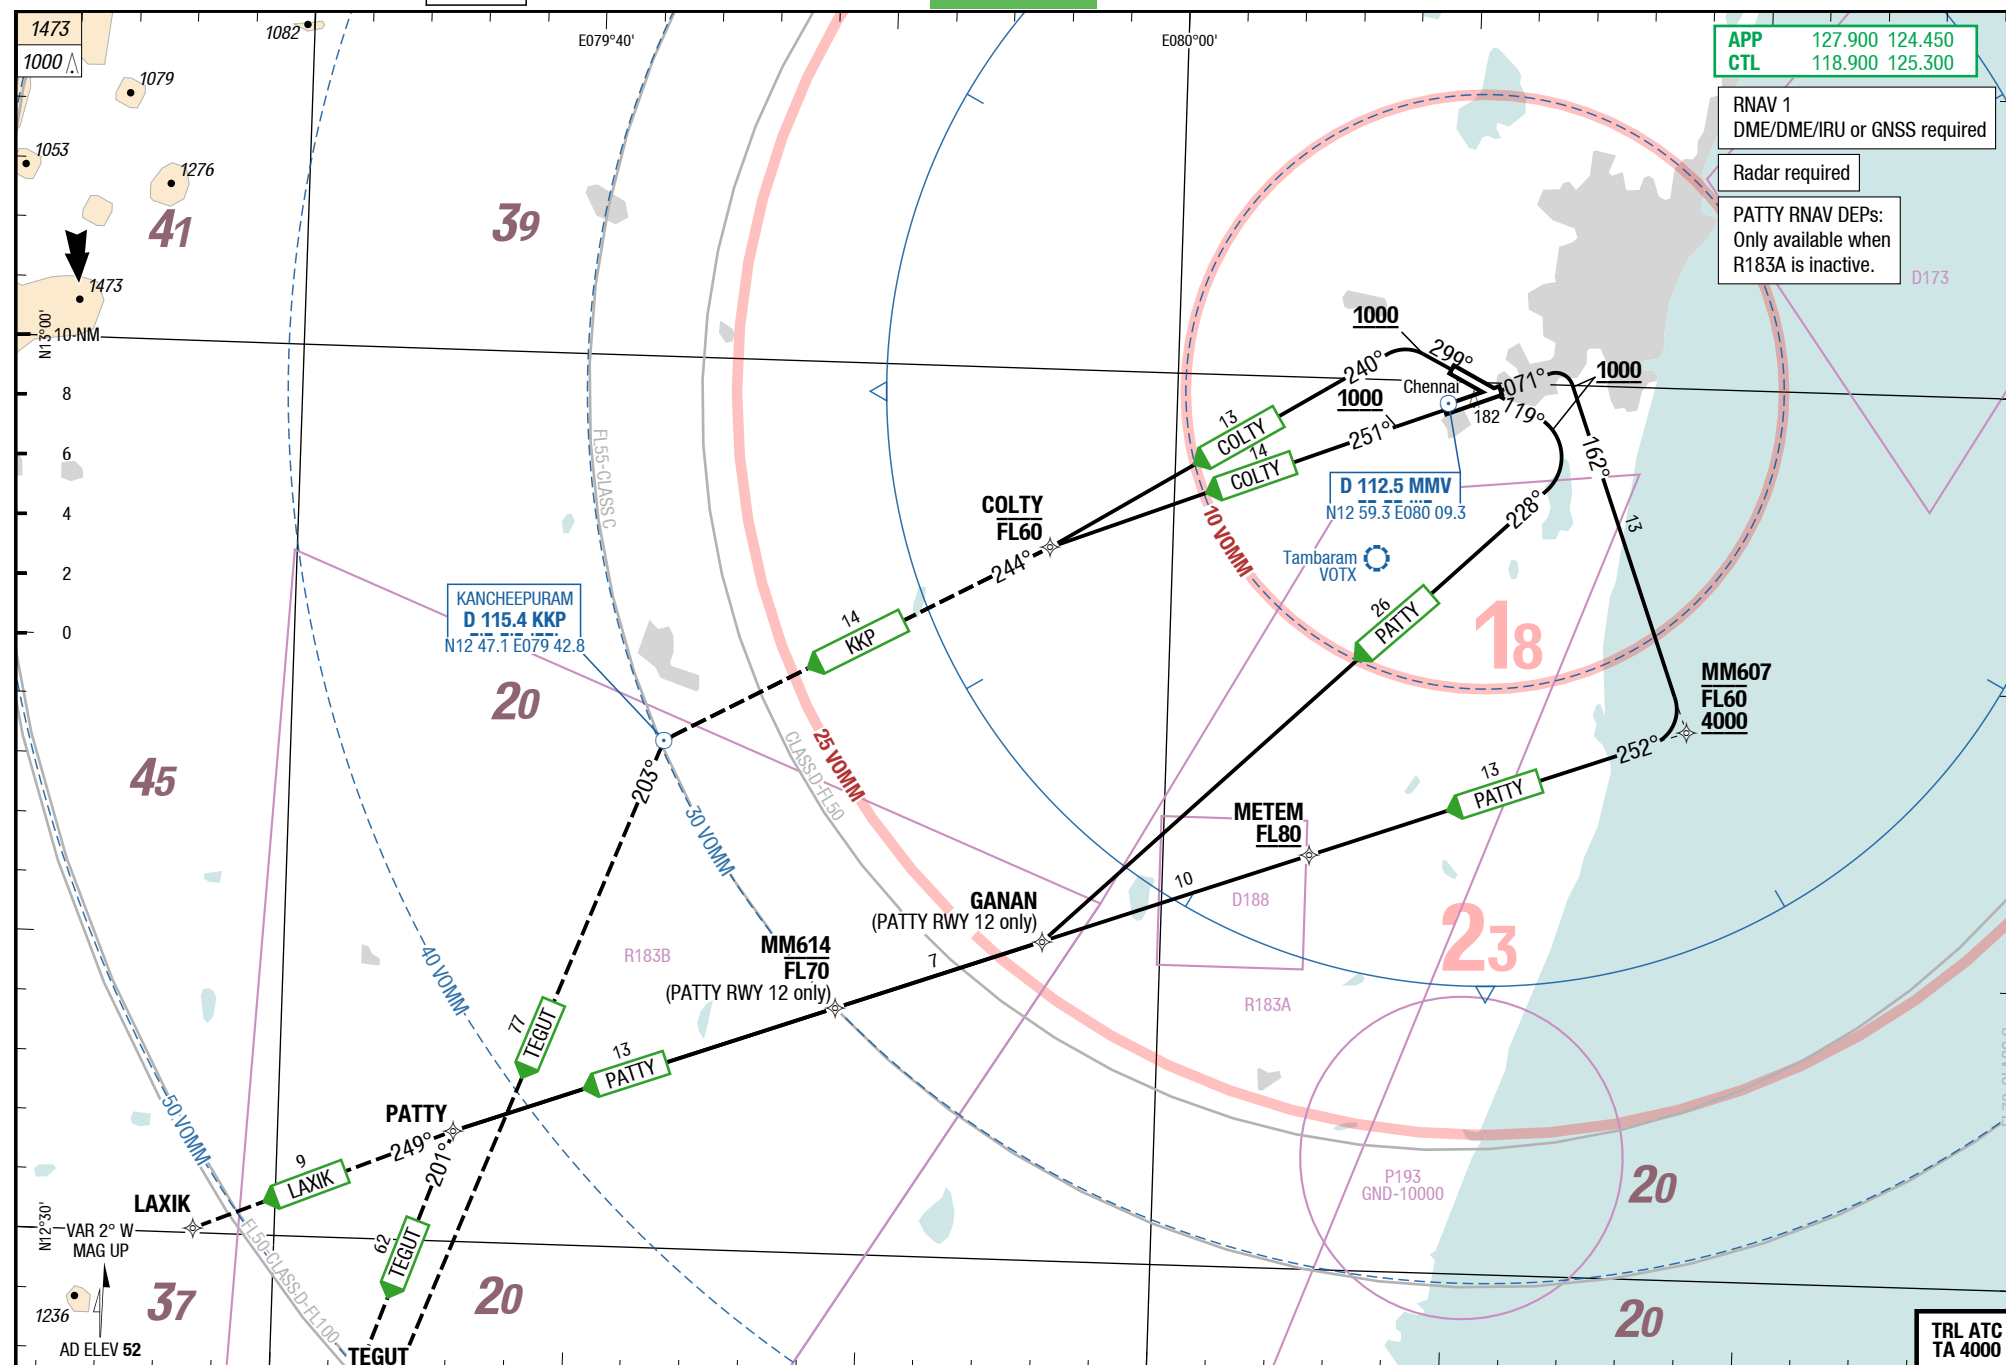 1473
1000
1082
E079°40'
E080°00'
APP 127.900 124.450
CTL 118.900 125.300
1079
RNAV 1
DME/DME/IRU or GNSS required
1053
1276
Radar required
PATTY RNAV DEPs:
Only available when
R183A is inactive.
41
39
D173
1473
N13°00'
10 NM
8
6
4
2
0
1000
299°
240°
071°
1000
Chennai
1000
182
119°
13
COLTY
251°
14
COLTY
162°
FL55-CLASS C
D 112.5 MMV
N12 59.3 E080 09.3
COLTY
FL60
10 VOMM
228°
13
244°
Tambaram
VOTX
KANCHEEPURAM
D 115.4 KKP
N12 47.1 E079 42.8
14
KKP
26
PATTY
18
20
MM607
FL60
4000
45
203°
25 VOMM
CLASS D-FL50
252°
13
PATTY
30 VOMM
METEM
FL80
10
D188
GANAN
(PATTY RWY 12 only)
23
MM614
FL70
(PATTY RWY 12 only)
7
R183B
40 VOMM
R183A
77
TEGUT
13
PATTY
50 VOMM
PATTY
249°
201°
9
LAXIK
P193
GND-10000
20
LAXIK
N12°30'
VAR 2° W
MAG UP
FL50-CLASS D-FL100
62
TEGUT
37
20
20
1236
AD ELEV 52
TEGUT
TRL ATC
TA 4000